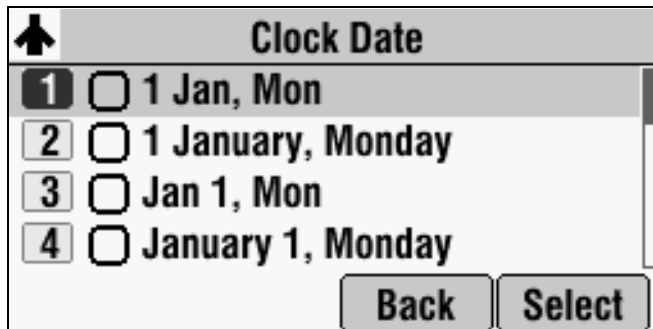 Clock Date
1 1 Jan, Mon
2 1 January, Monday
3 Jan 1, Mon
4 January 1, Monday
Back Select